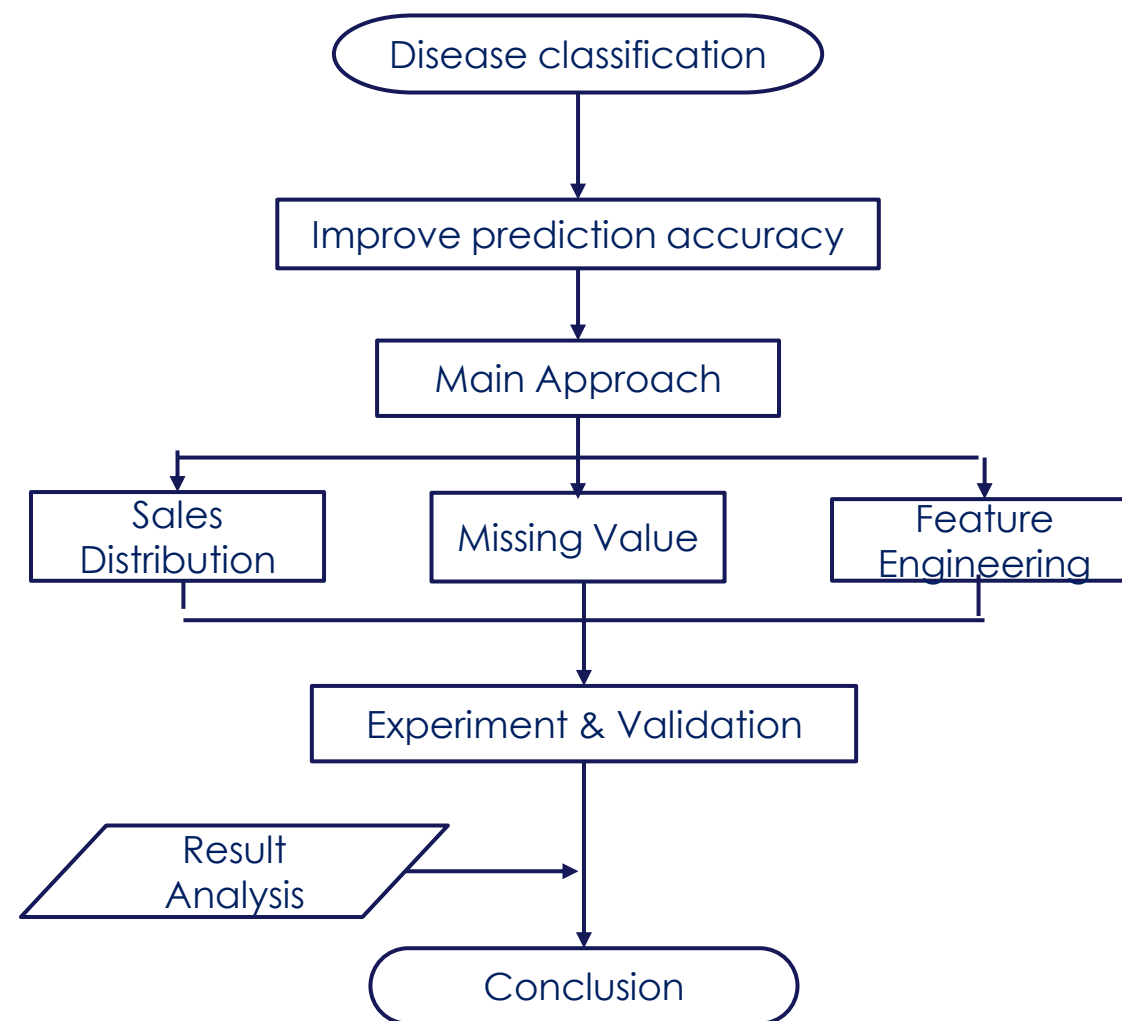 Disease classification
Improve prediction accuracy
Main Approach
Sales
Distribution
Missing Value
Feature
Engineering
Experiment & Validation
Result
Analysis
Conclusion